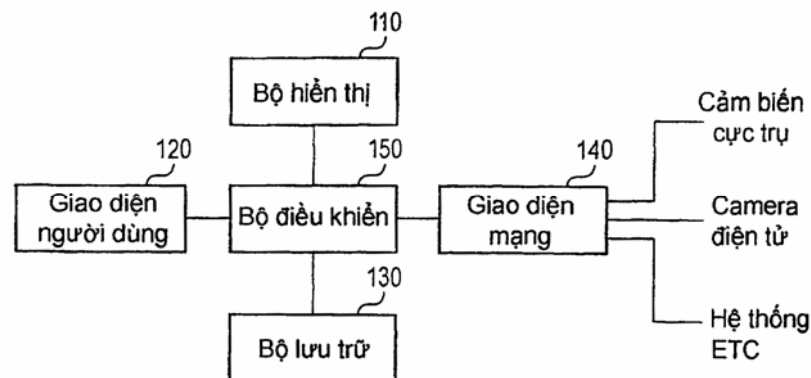 110
Bộ hiển thị
120
Giao diện
người dùng
150
Bộ điều khiển
140
Giao diện
mạng
130
Bộ lưu trữ
Cảm biến
cực trụ
Camera
điện tử
Hệ thống
ETC